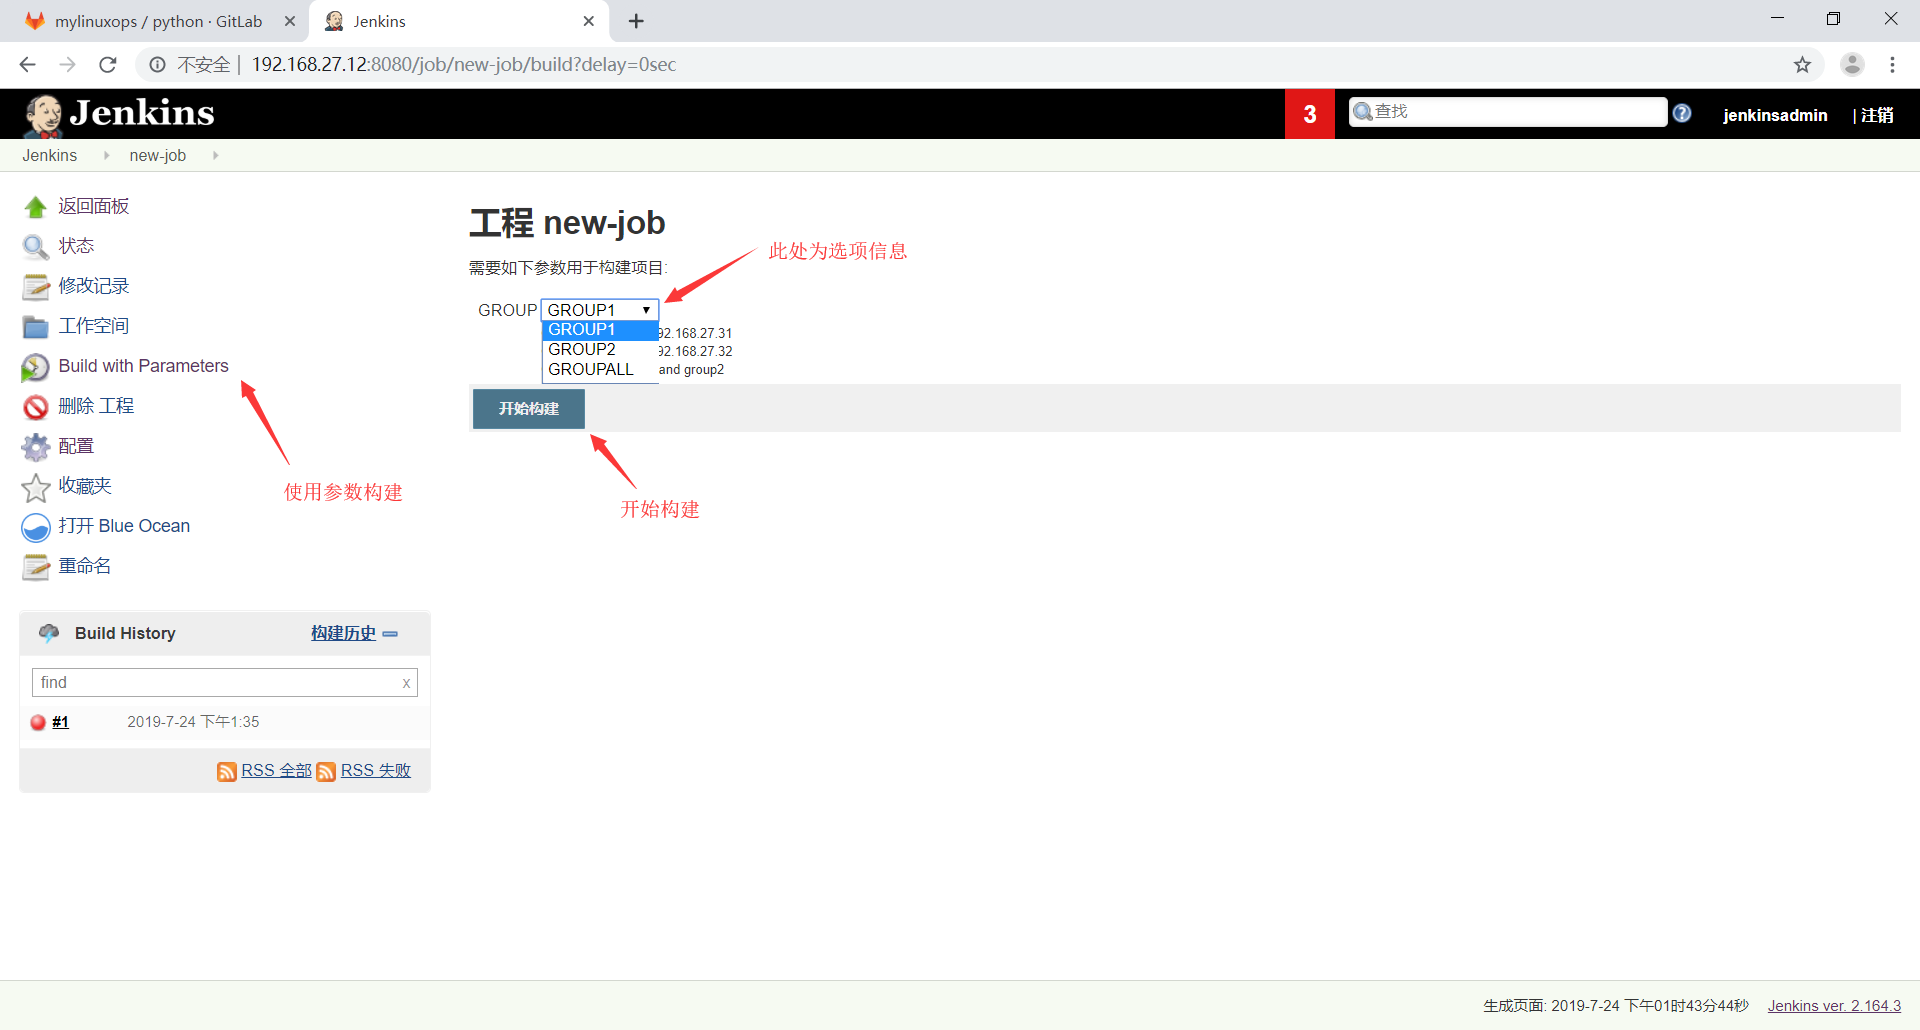 mylinuxops / python · GitLab
Jenkins
不安全 | 192.168.27.12:8080/job/new-job/build?delay=0sec
Jenkins
3
查找
jenkinsadmin
| 注销
Jenkins
new-job
返回面板
状态
修改记录
工作空间
Build with Parameters
删除 工程
配置
收藏夹
打开 Blue Ocean
重命名
使用参数构建
工程 new-job
此处为选项信息
需要如下参数用于构建项目:
GROUP GROUP1
GROUP1
92.168.27.31
GROUP2
92.168.27.32
GROUPALL
and group2
开始构建
开始构建
Build History 构建历史
find x
#1 2019-7-24 下午1:35
RSS 全部 RSS 失败
生成页面: 2019-7-24 下午01时43分44秒 Jenkins ver. 2.164.3